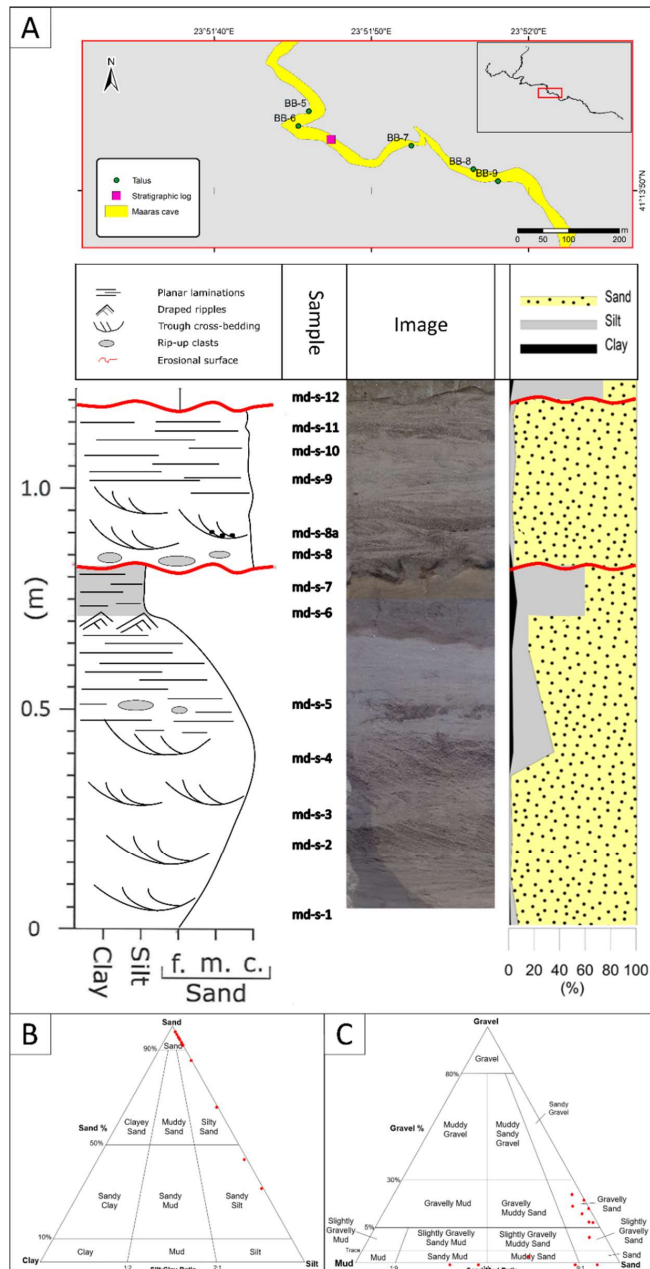 A
23°51'40"
23°51'50"
23°52'0"
N
BB-5
BB-6
BB-7
BB-8
BB-9
41°13'50"
Talus
Stratigraphic log
Maaras cave
0 50 100 200
m
Planar laminations
Draped ripples
Trough cross-bedding
Rip-up clasts
Erosional surface
Sample
Image
Sand
Silt
Clay
md-s-12
md-s-11
md-s-10
md-s-9
md-s-8a
md-s-8
md-s-7
md-s-6
md-s-5
md-s-4
md-s-3
md-s-2
md-s-1
1.0
(m)
0.5
0
Clay
Silt
f. m. c.
Sand
0 20 40 60 80 100
(%)
B
Sand
90%
Sand
Sand %
Clayey
Sand
Muddy
Sand
Silty
Sand
50%
Sandy
Clay
Sandy
Mud
Sandy
Silt
10%
Clay
Mud
Silt
Clay
1:2
2:1
Silt
Silt:Clay Ratio
C
Gravel
Gravel
80%
Sandy
Gravel
Gravel %
Muddy
Gravel
Muddy
Sandy
Gravel
30%
Gravelly Mud
Gravelly
Muddy Sand
Gravelly
Sand
5%
Slightly
Gravelly
Mud
Slightly Gravelly
Sandy Mud
Slightly Gravelly
Muddy Sand
Slightly
Gravelly
Sand
Trace
Mud
Sandy Mud
Muddy Sand
Sand
Mud
1:9
9:1
Sand